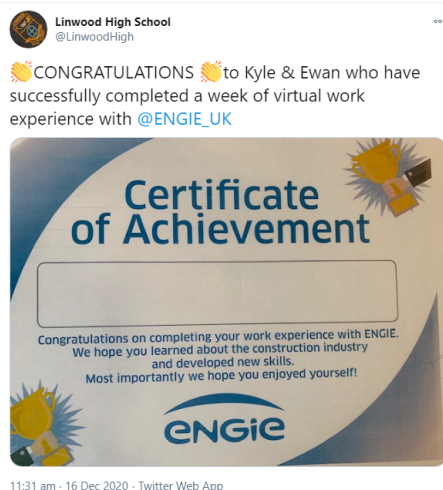 Linwood High School
@LinwoodHigh
👏CONGRATULATIONS 👏to Kyle & Ewan who have
successfully completed a week of virtual work
experience with @ENGIE_UK
Certificate
of Achievement
Congratulations on completing your work experience with ENGIE.
We hope you learned about the construction industry
and developed new skills.
Most importantly we hope you enjoyed yourself!
ENGIE
11:31 am · 16 Dec 2020 · Twitter Web App